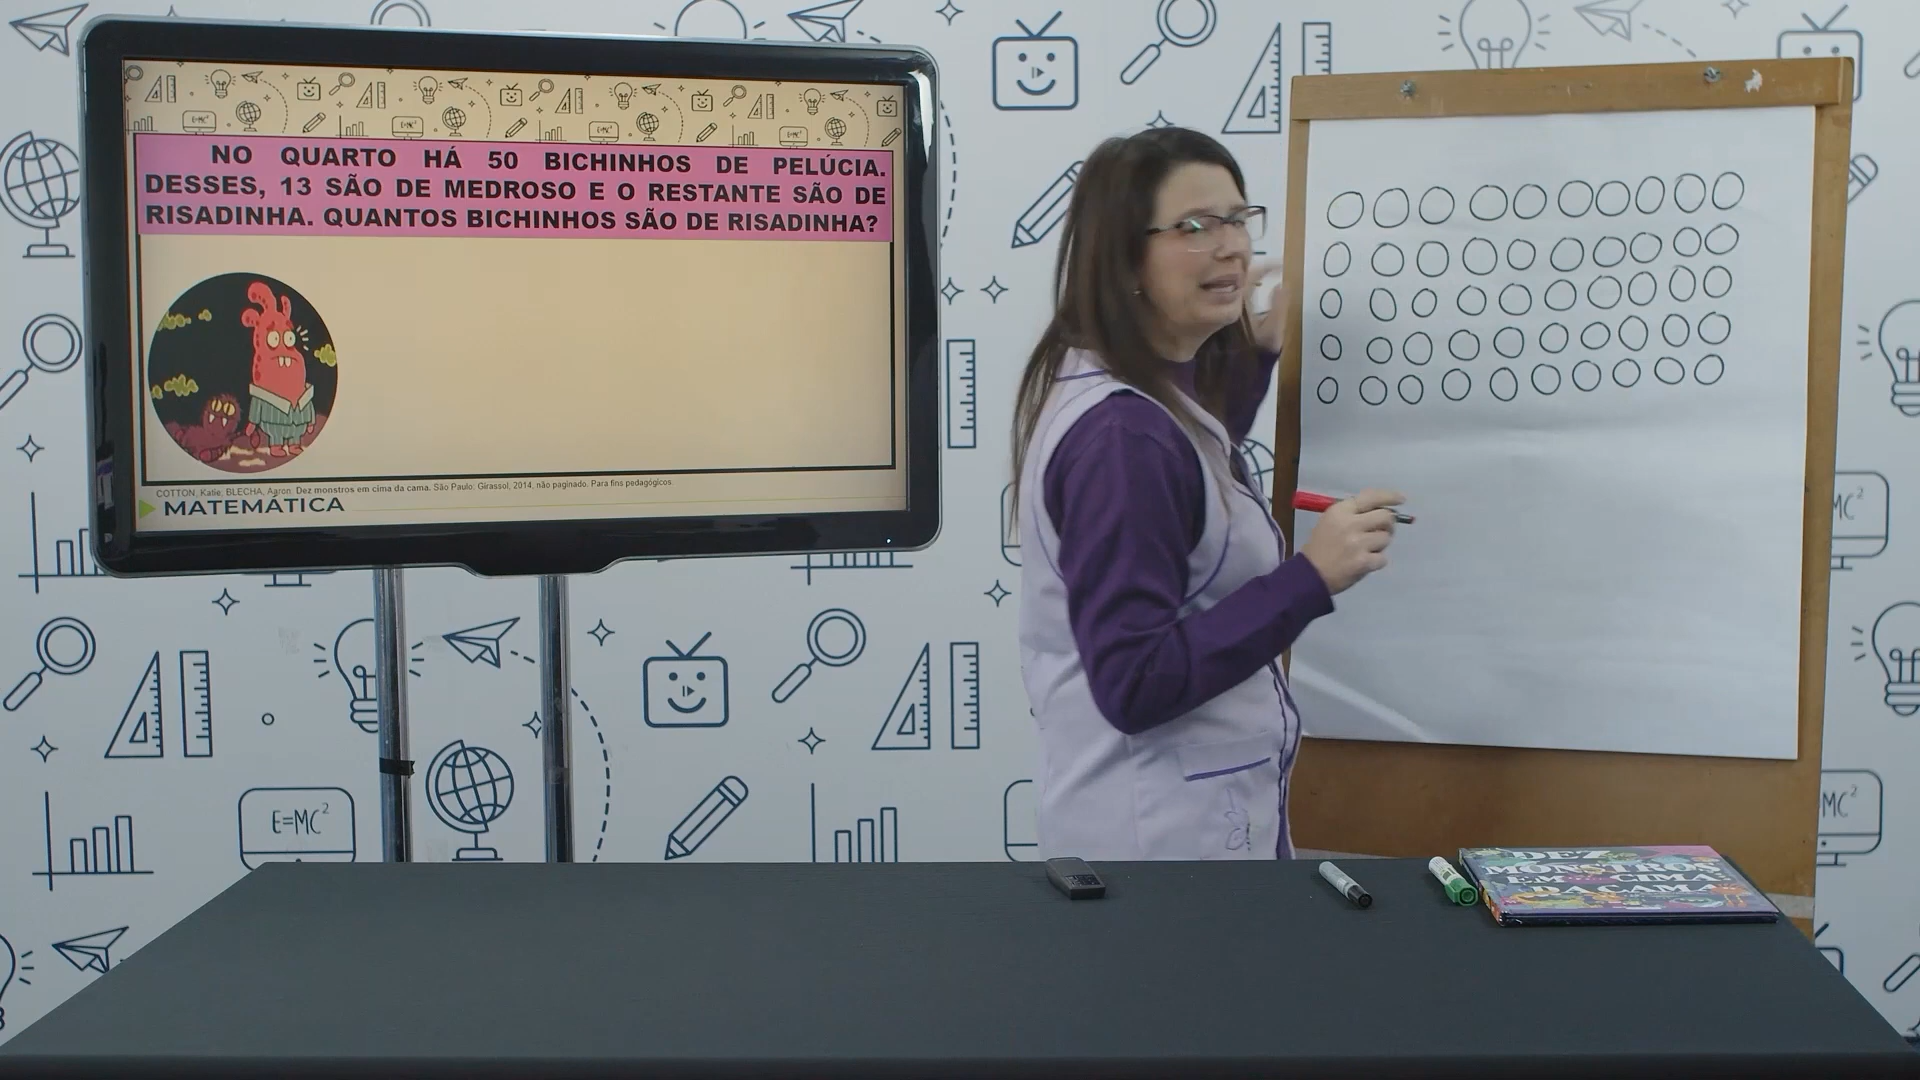 NO QUARTO HÁ 50 BICHINHOS DE PELÚCIA.
DESSES, 13 SÃO DE MEDROSO E O RESTANTE SÃO DE
RISADINHA. QUANTOS BICHINHOS SÃO DE RISADINHA?
COTTON, Katie; BLECHA, Aaron. Dez monstros em cima da cama. São Paulo: Girassol, 2014, não paginado. Para fins pedagógicos.
MATEMÁTICA
E=MC²
MC²
MC²
DEZ
MONSTROS
EM CIMA
DA CAMA